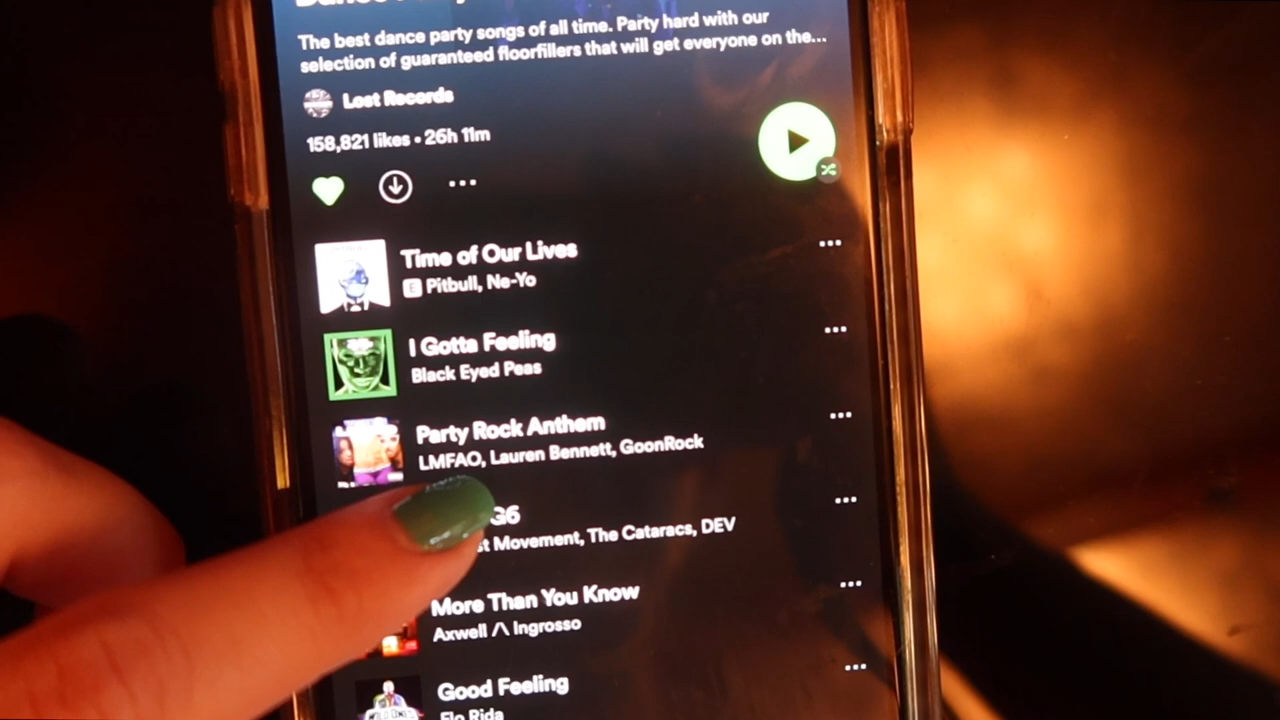 The best dance party songs of all time. Party hard with our
selection of guaranteed floorfillers that will get everyone on the...
Lost Records
158,821 likes • 26h 11m
Time of Our Lives
E Pitbull, Ne-Yo
I Gotta Feeling
Black Eyed Peas
Party Rock Anthem
LMFAO, Lauren Bennett, GoonRock
G6
Movement, The Cataracs, DEV
More Than You Know
Axwell /\ Ingrosso
Good Feeling
WILD ONES
Flo Rida